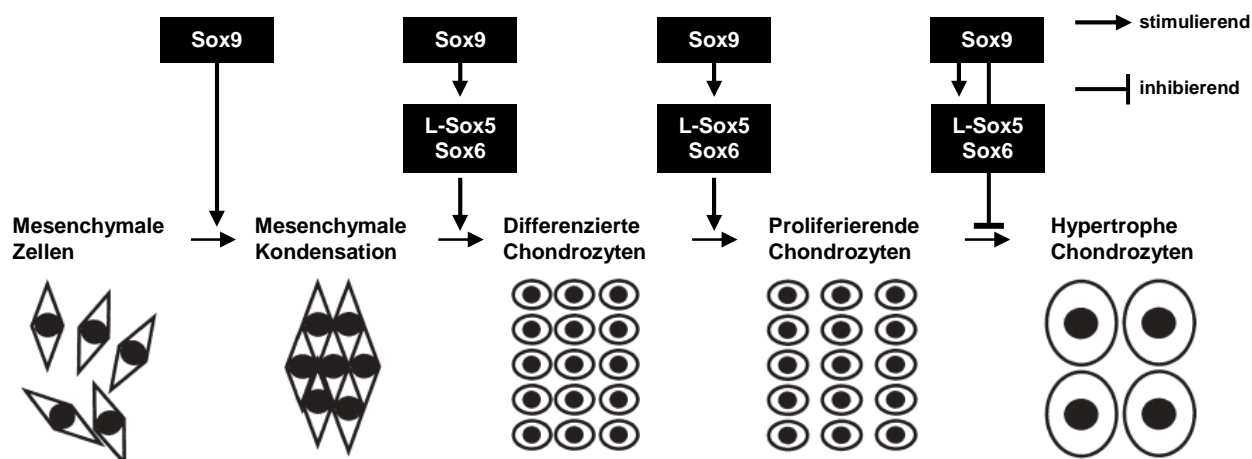 Sox9
Sox9
Sox9
Sox9
stimulierend
inhibierend
L-Sox5
Sox6
L-Sox5
Sox6
L-Sox5
Sox6
Mesenchymale
Zellen
Mesenchymale
Kondensation
Differenzierte
Chondrozyten
Proliferierende
Chondrozyten
Hypertrophe
Chondrozyten